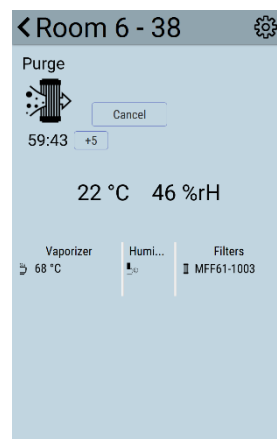 Room 6 - 38
Purge
Cancel
59:43 +5
22 °C 46 %rH
Vaporizer Humi... Filters
68 °C MFF61-1003